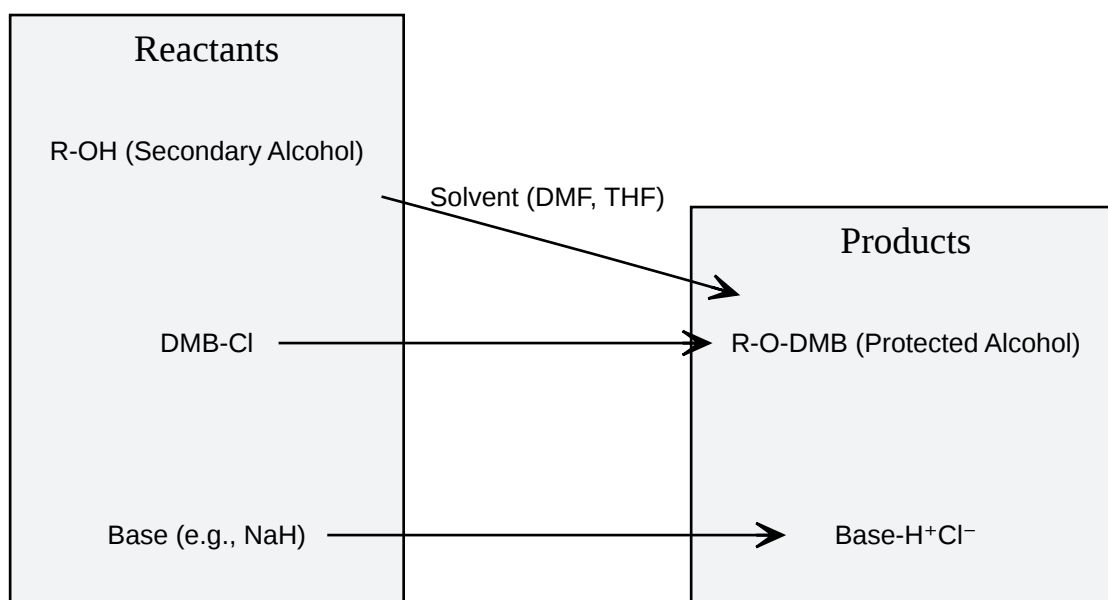 Reactants
R-OH (Secondary Alcohol)
Solvent (DMF, THF)
Products
DMB-Cl
R-O-DMB (Protected Alcohol)
Base (e.g., NaH)
Base-H⁺Cl⁻